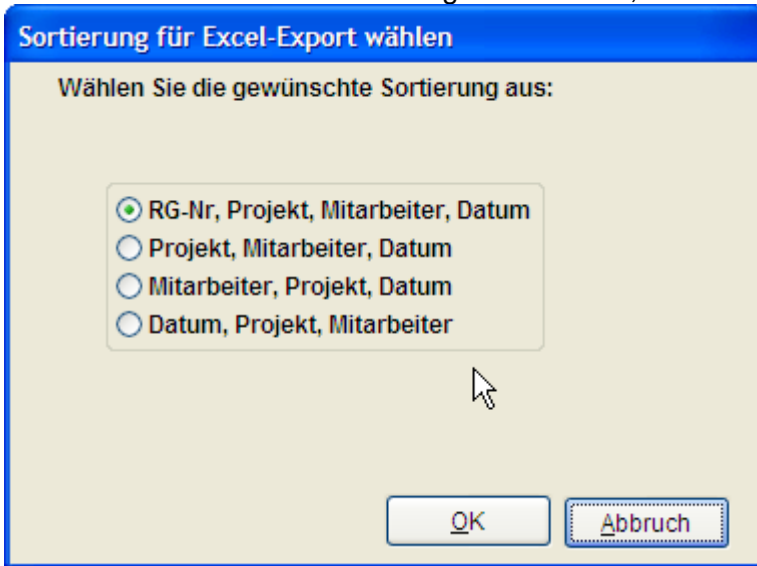 Sortierung für Excel-Export wählen
Wählen Sie die gewünschte Sortierung aus:
RG-Nr, Projekt, Mitarbeiter, Datum
Projekt, Mitarbeiter, Datum
Mitarbeiter, Projekt, Datum
Datum, Projekt, Mitarbeiter
OK
Abbruch